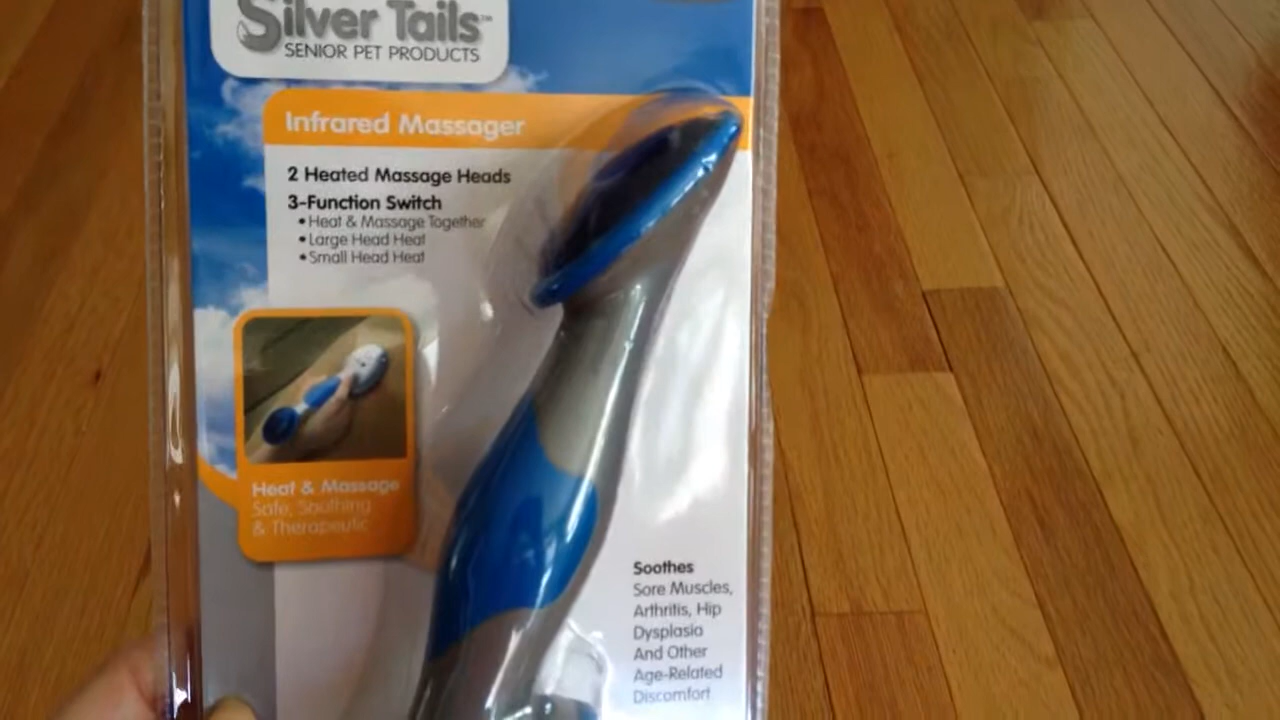 Silver Tails™
SENIOR PET PRODUCTS
Infrared Massager
2 Heated Massage Heads
3-Function Switch
• Heat & Massage Together
• Large Head Heat
• Small Head Heat
Heat & Massage
Safe, Soothing
& Therapeutic
Soothes
Sore Muscles,
Arthritis, Hip
Dysplasia
And Other
Age-Related
Discomfort